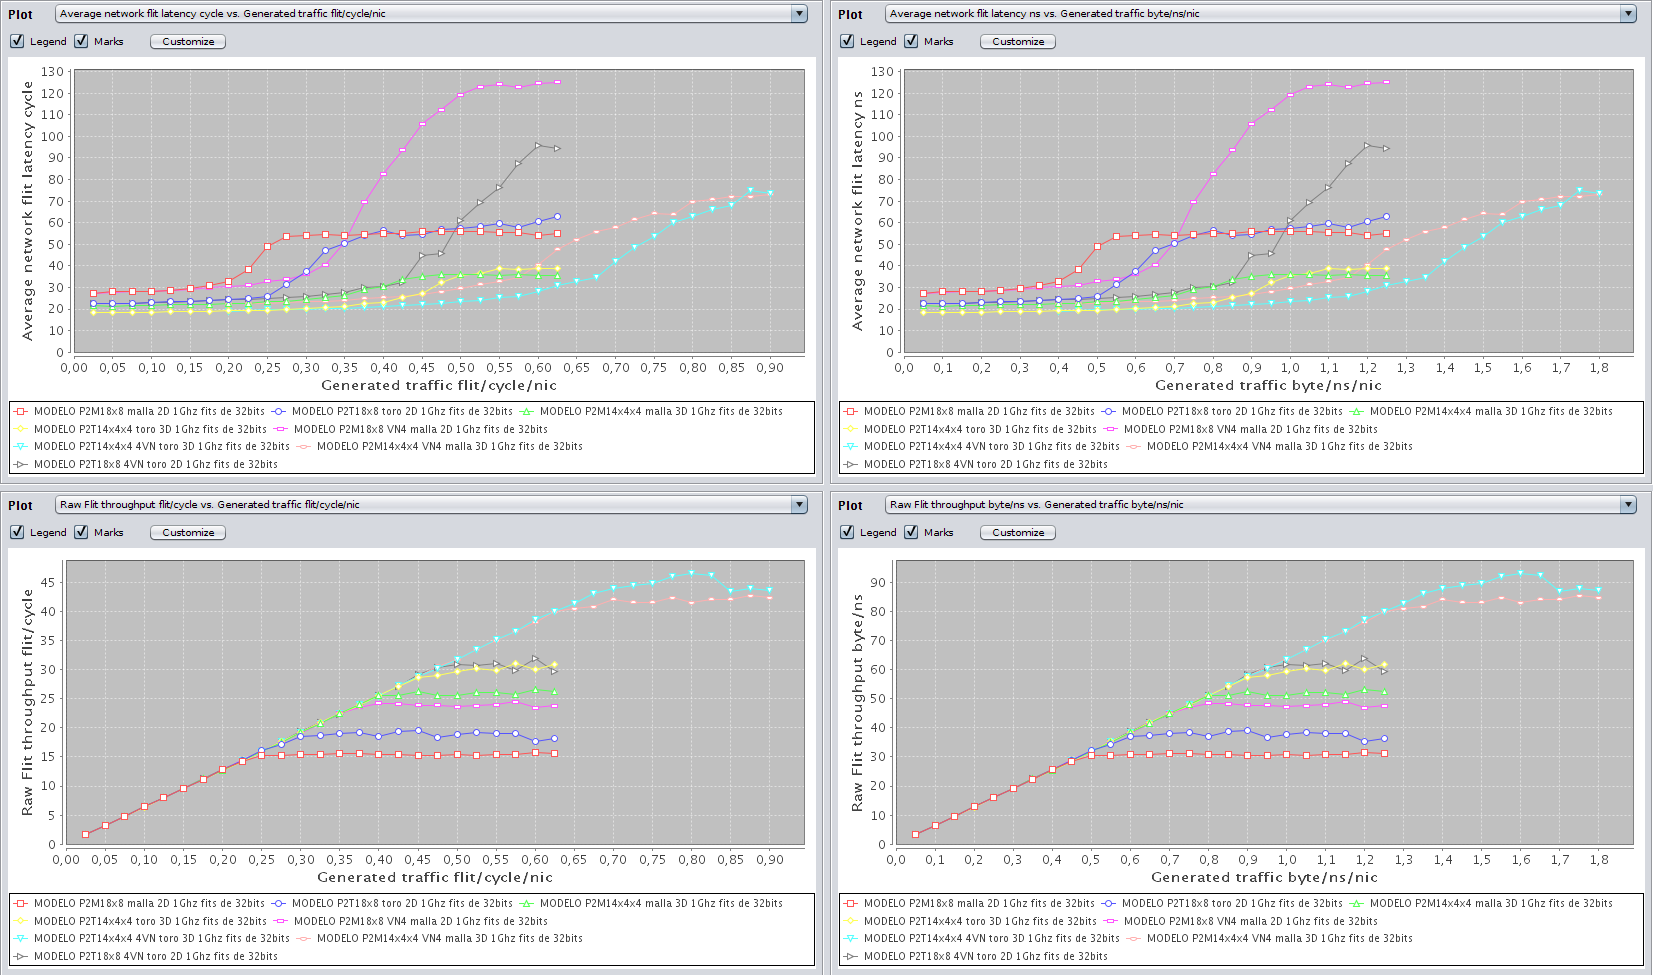 Plot Average network flit latency cycle vs. Generated traffic flit/cycle/nic
Legend Marks Customize
Average network flit latency cycle
130
120
110
100
90
80
70
60
50
40
30
20
10
0
0,00 0,05 0,10 0,15 0,20 0,25 0,30 0,35 0,40 0,45 0,50 0,55 0,60 0,65 0,70 0,75 0,80 0,85 0,90
Generated traffic flit/cycle/nic
MODELO P2M18x8 malla 2D 1Ghz fits de 32bits MODELO P2T18x8 toro 2D 1Ghz fits de 32bits MODELO P2M14x4x4 malla 3D 1Ghz fits de 32bits
MODELO P2T14x4x4 toro 3D 1Ghz fits de 32bits MODELO P2M18x8 VN4 malla 2D 1Ghz fits de 32bits
MODELO P2T14x4x4 4VN toro 3D 1Ghz fits de 32bits MODELO P2M14x4x4 VN4 malla 3D 1Ghz fits de 32bits
MODELO P2T18x8 4VN toro 2D 1Ghz fits de 32bits
Plot Average network flit latency ns vs. Generated traffic byte/ns/nic
Legend Marks Customize
Average network flit latency ns
130
120
110
100
90
80
70
60
50
40
30
20
10
0
0,0 0,1 0,2 0,3 0,4 0,5 0,6 0,7 0,8 0,9 1,0 1,1 1,2 1,3 1,4 1,5 1,6 1,7 1,8
Generated traffic byte/ns/nic
MODELO P2M18x8 malla 2D 1Ghz fits de 32bits MODELO P2T18x8 toro 2D 1Ghz fits de 32bits MODELO P2M14x4x4 malla 3D 1Ghz fits de 32bits
MODELO P2T14x4x4 toro 3D 1Ghz fits de 32bits MODELO P2M18x8 VN4 malla 2D 1Ghz fits de 32bits
MODELO P2T14x4x4 4VN toro 3D 1Ghz fits de 32bits MODELO P2M14x4x4 VN4 malla 3D 1Ghz fits de 32bits
MODELO P2T18x8 4VN toro 2D 1Ghz fits de 32bits
Plot Raw Flit throughput flit/cycle vs. Generated traffic flit/cycle/nic
Legend Marks Customize
Raw Flit throughput flit/cycle
45
40
35
30
25
20
15
10
5
0
0,00 0,05 0,10 0,15 0,20 0,25 0,30 0,35 0,40 0,45 0,50 0,55 0,60 0,65 0,70 0,75 0,80 0,85 0,90
Generated traffic flit/cycle/nic
MODELO P2M18x8 malla 2D 1Ghz fits de 32bits MODELO P2T18x8 toro 2D 1Ghz fits de 32bits MODELO P2M14x4x4 malla 3D 1Ghz fits de 32bits
MODELO P2T14x4x4 toro 3D 1Ghz fits de 32bits MODELO P2M18x8 VN4 malla 2D 1Ghz fits de 32bits
MODELO P2T14x4x4 4VN toro 3D 1Ghz fits de 32bits MODELO P2M14x4x4 VN4 malla 3D 1Ghz fits de 32bits
MODELO P2T18x8 4VN toro 2D 1Ghz fits de 32bits
Plot Raw Flit throughput byte/ns vs. Generated traffic byte/ns/nic
Legend Marks Customize
Raw Flit throughput byte/ns
90
80
70
60
50
40
30
20
10
0
0,0 0,1 0,2 0,3 0,4 0,5 0,6 0,7 0,8 0,9 1,0 1,1 1,2 1,3 1,4 1,5 1,6 1,7 1,8
Generated traffic byte/ns/nic
MODELO P2M18x8 malla 2D 1Ghz fits de 32bits MODELO P2T18x8 toro 2D 1Ghz fits de 32bits MODELO P2M14x4x4 malla 3D 1Ghz fits de 32bits
MODELO P2T14x4x4 toro 3D 1Ghz fits de 32bits MODELO P2M18x8 VN4 malla 2D 1Ghz fits de 32bits
MODELO P2T14x4x4 4VN toro 3D 1Ghz fits de 32bits MODELO P2M14x4x4 VN4 malla 3D 1Ghz fits de 32bits
MODELO P2T18x8 4VN toro 2D 1Ghz fits de 32bits